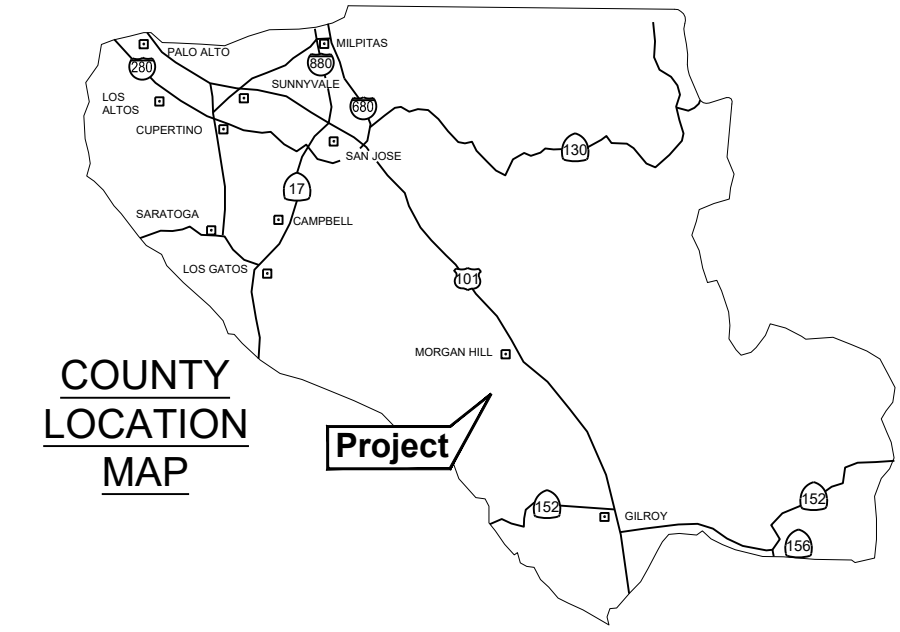 PALO ALTO
MILPITAS
280
880
SUNNYVALE
LOS
ALTOS
680
CUPERTINO
130
SAN JOSE
17
SARATOGA
CAMPBELL
LOS GATOS
101
MORGAN HILL
COUNTY
LOCATION
MAP
Project
152
152
GILROY
156